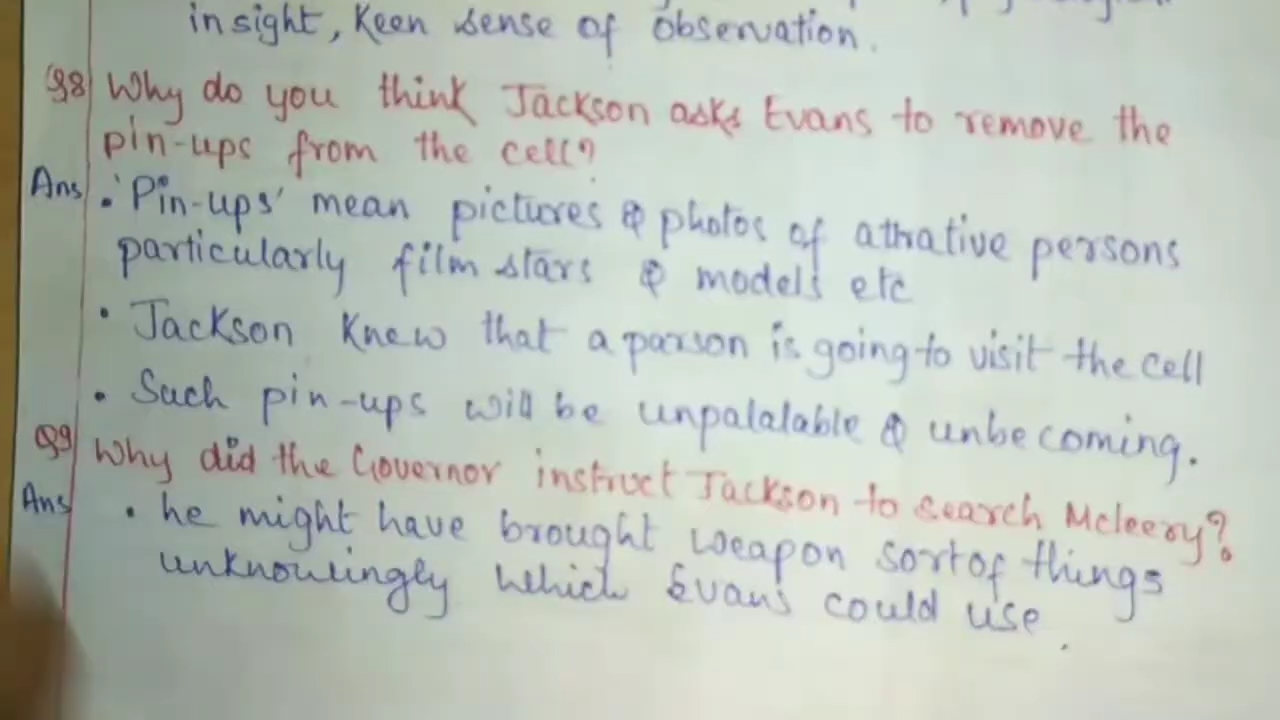 insight, Keen sense of observation.
Q8 Why do you think Jackson asks Evans to remove the
pin-ups from the cell?
Ans • 'Pin-ups' mean pictures & photos of attrative persons
particularly film stars & models etc
• Jackson Knew that a parson is going to visit the cell
• Such pin-ups will be unpalalable & unbecoming.
Q9 Why did the Governor instruct Jackson to search Mcleery?
Ans • he might have brought weapon sort of things
unknowingly which Evans could use.